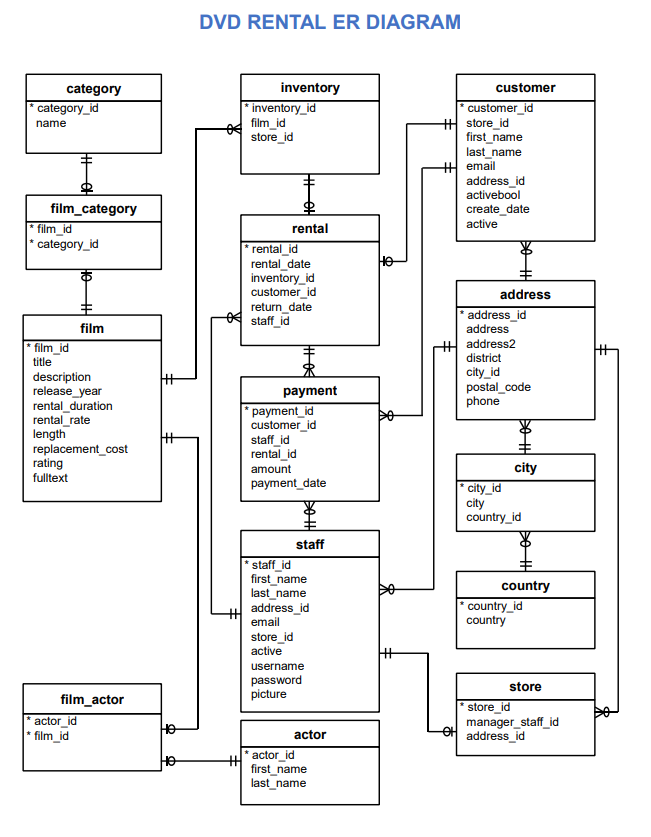 DVD RENTAL ER DIAGRAM
category
* category_id
name
film_category
* film_id
* category_id
film
* film_id
title
description
release_year
rental_duration
rental_rate
length
replacement_cost
rating
fulltext
film_actor
* actor_id
* film_id
inventory
* inventory_id
film_id
store_id
rental
* rental_id
rental_date
inventory_id
customer_id
return_date
staff_id
payment
* payment_id
customer_id
staff_id
rental_id
amount
payment_date
staff
* staff_id
first_name
last_name
address_id
email
store_id
active
username
password
picture
actor
* actor_id
first_name
last_name
customer
* customer_id
store_id
first_name
last_name
email
address_id
activebool
create_date
active
address
* address_id
address
address2
district
city_id
postal_code
phone
city
* city_id
city
country_id
country
* country_id
country
store
* store_id
manager_staff_id
address_id